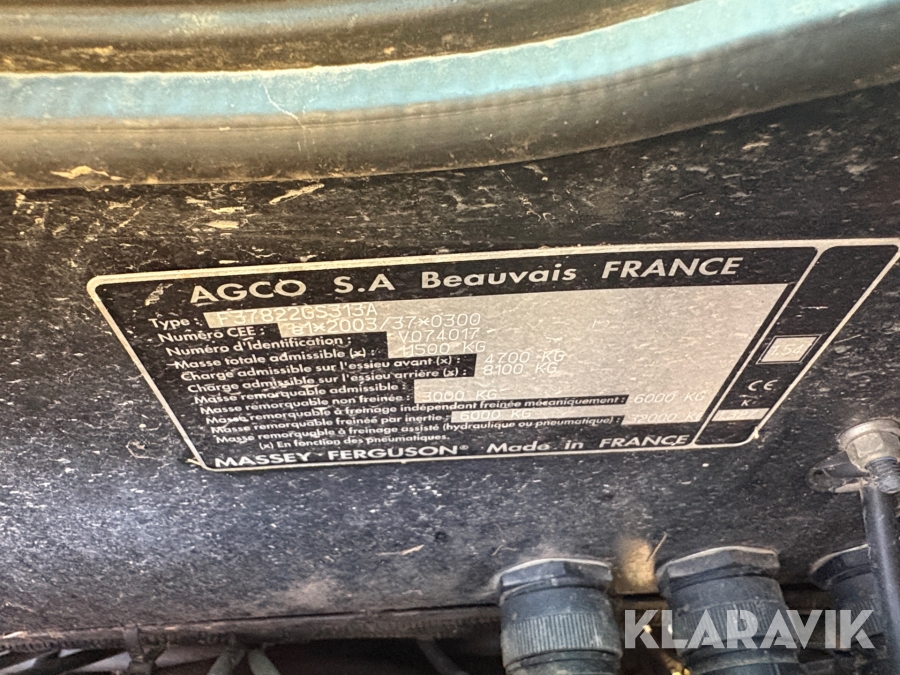 AGCO S.A Beauvais FRANCE
Type : F37822GS313A
Numéro CEE : e1*2003/37*0300
Numéro d'Identification : V074017
Masse totale admissible (x) : 11500 KG
Charge admissible sur l'essieu avant (x) : 4700 KG
Charge admissible sur l'essieu arrière (x) : 8100 KG
Masse remorquable admissible :
Masse remorquable non freinée : 3000 KG
Masse remorquable à freinage indépendant freinée mécaniquement : 6000 KG
Masse remorquable freinée par inertie : 6000 KG
Masse remorquable à freinage assisté (hydraulique ou pneumatique) : 32000 KG
(x) En fonction des pneumatiques.
MASSEY FERGUSON® Made in FRANCE
CE
K
KLARAVIK